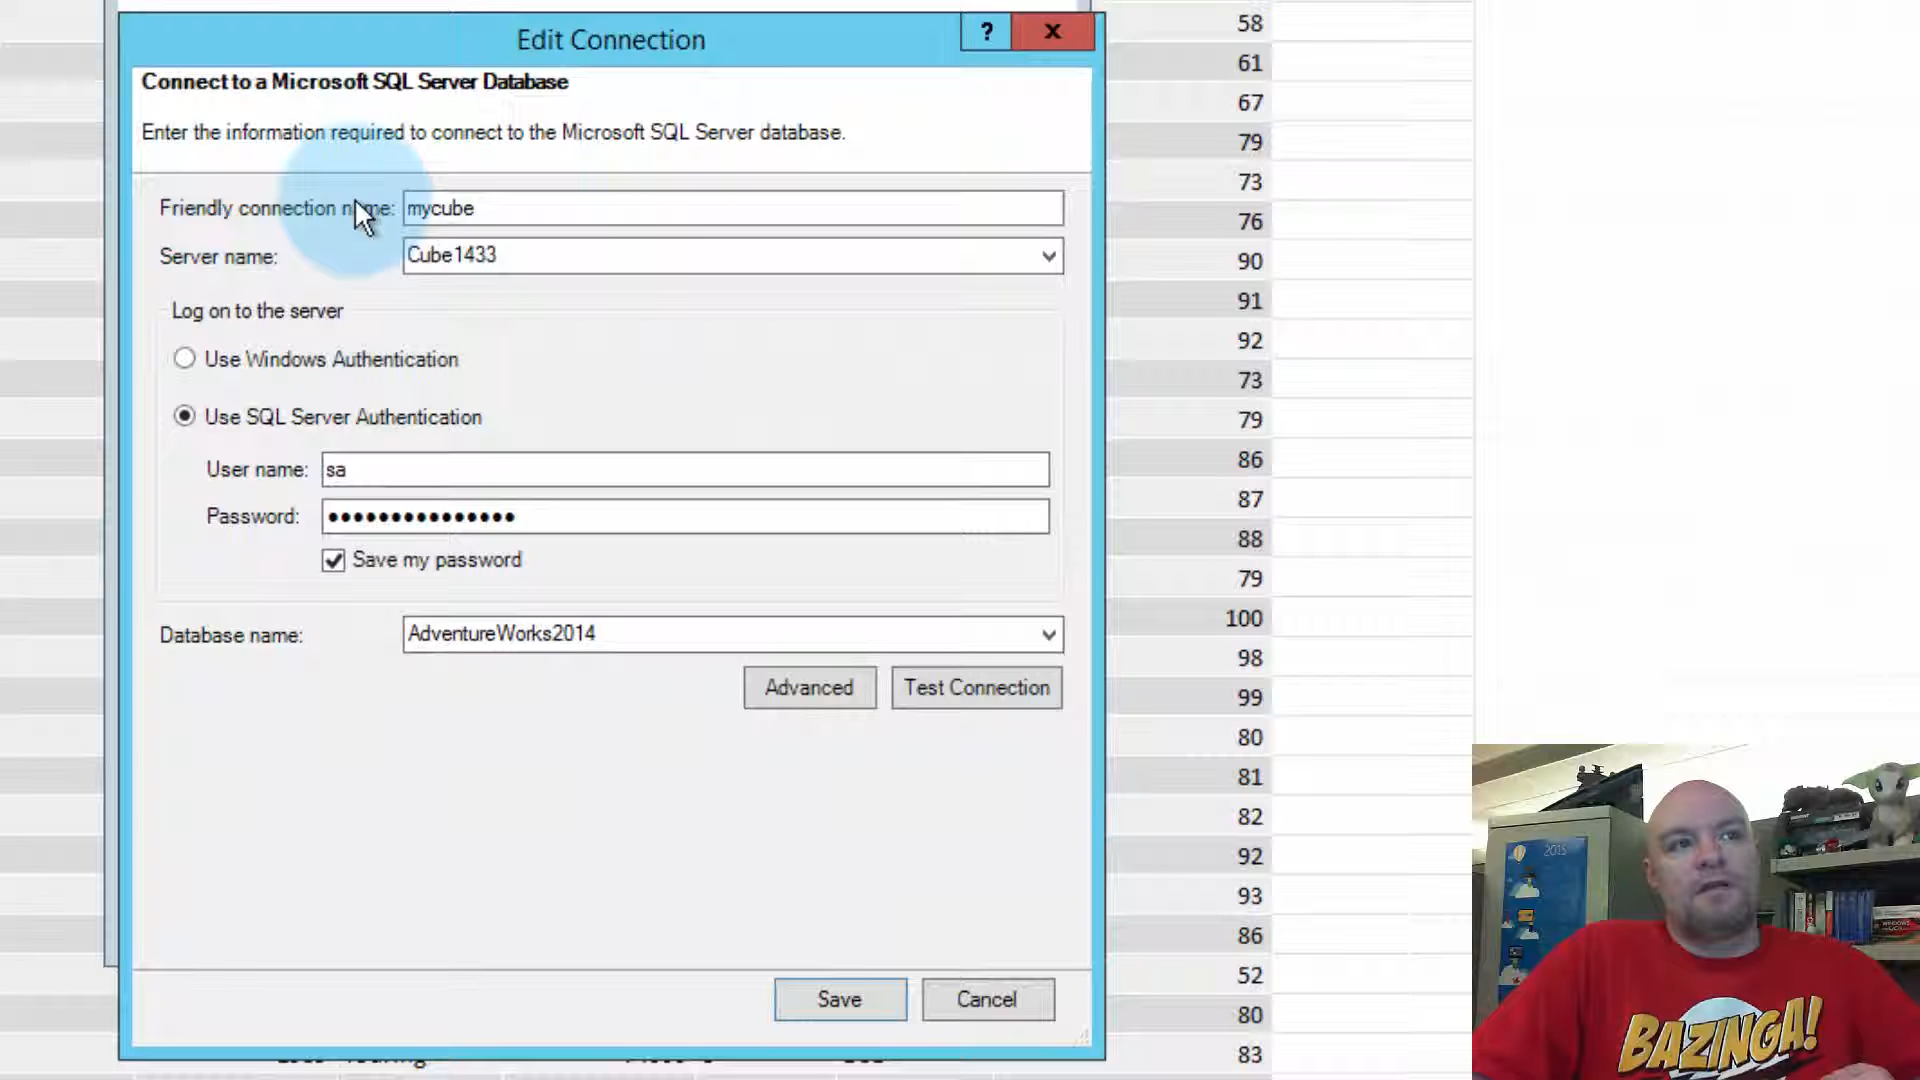 Edit Connection
?
X
Connect to a Microsoft SQL Server Database
Enter the information required to connect to the Microsoft SQL Server database.
Friendly connection name: mycube
Server name: Cube1433
Log on to the server
Use Windows Authentication
Use SQL Server Authentication
User name: sa
Password: •••••••••••••••
Save my password
Database name: AdventureWorks2014
Advanced
Test Connection
Save
Cancel
58
61
67
79
73
76
90
91
92
73
79
86
87
88
79
100
98
99
80
81
82
92
93
86
52
80
83
2015
BAZINGA!